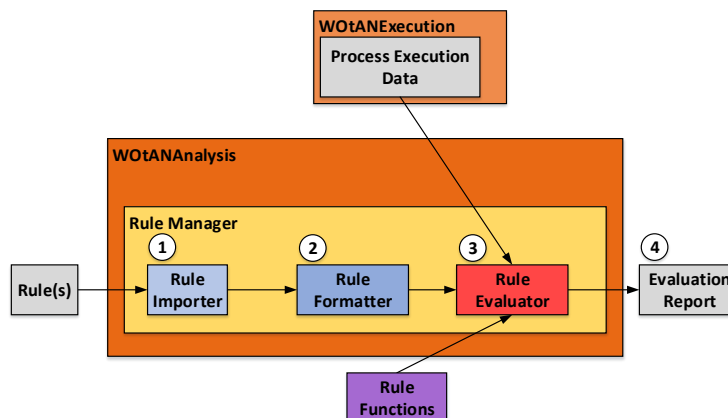 WOtANExecution
Process Execution
Data
WOtANAnalysis
Rule Manager
1
2
3
4
Rule(s)
Rule
Importer
Rule
Formatter
Rule
Evaluator
Evaluation
Report
Rule
Functions